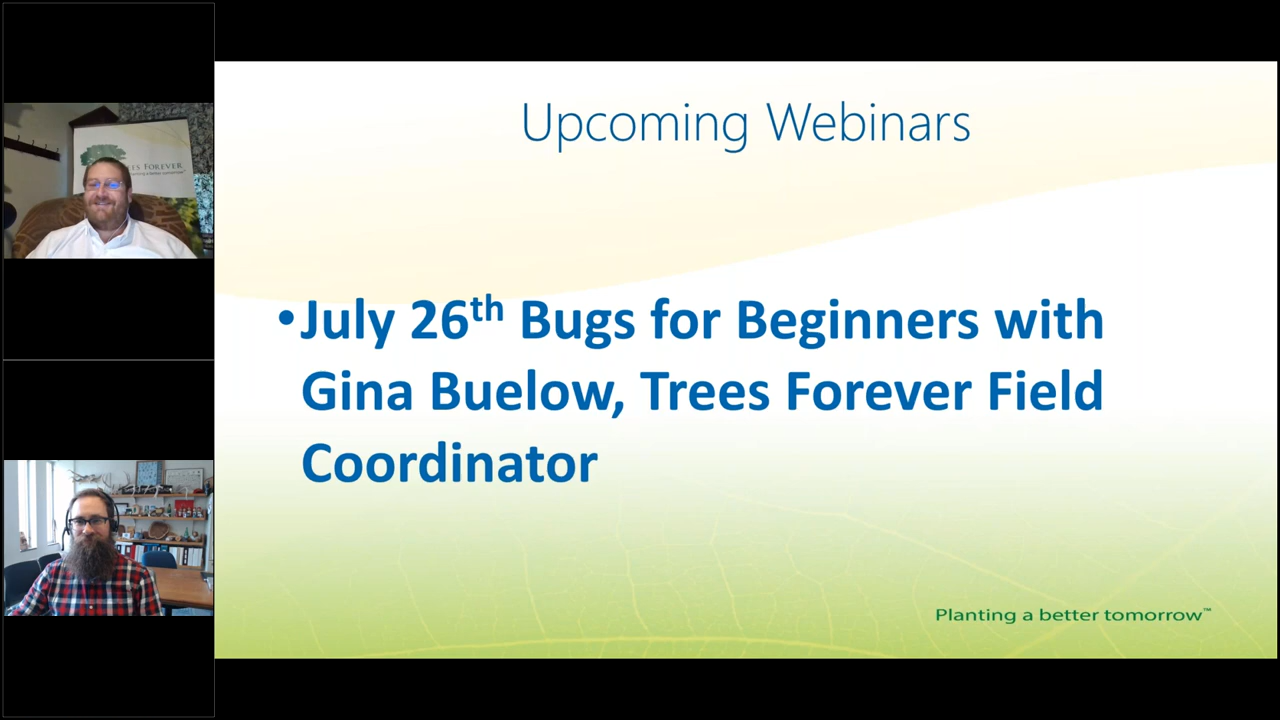 Upcoming Webinars
•July 26th Bugs for Beginners with
Gina Buelow, Trees Forever Field
Coordinator
Planting a better tomorrow™